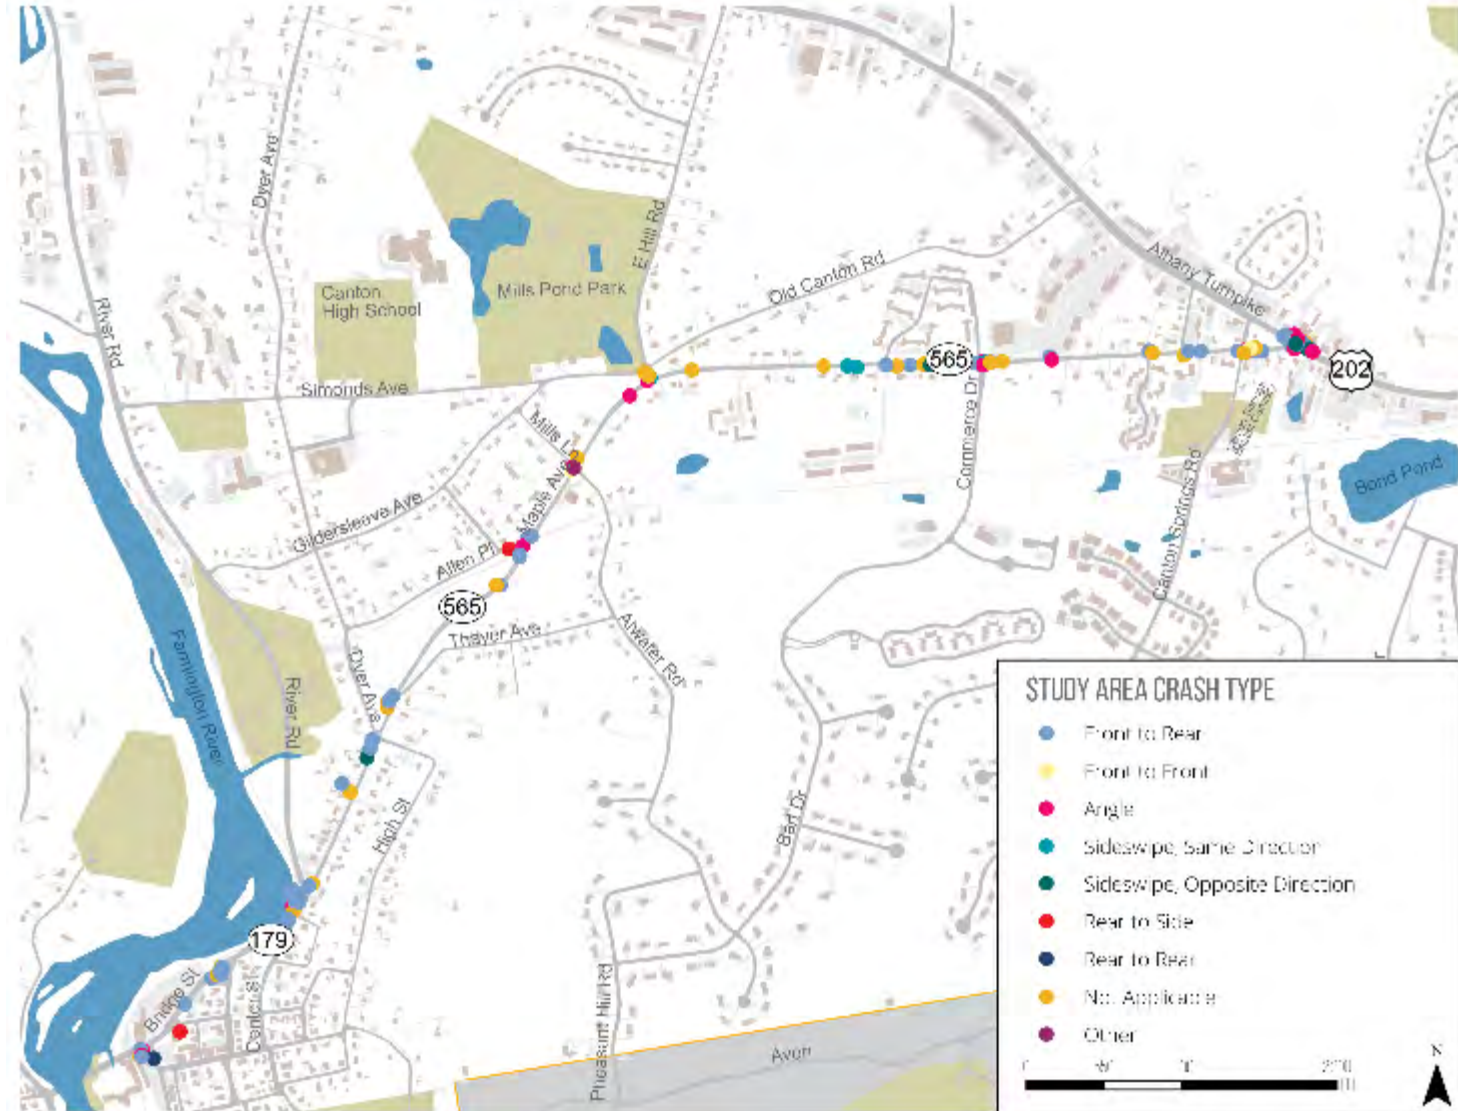 Dyer Ave
E Hill Rd
Albany Turnpike
Old Canton Rd
Canton
High School
Mills Pond Park
River Rd
565
202
Simonds Ave
Mills Ln
Maple Ave
Commerce Dr
Canton Springs Rd
Bond Pond
Gildersleave Ave
Allen Pl
565
Thayer Ave
Atwater Rd
Farmington River
River Rd
Dyer Ave
High St
Bart Dr
179
Bridge St
Center St
Pheasant Hill Rd
Avon
STUDY AREA CRASH TYPE
Front to Rear
Front to Front
Angle
Sideswipe, Same Direction
Sideswipe, Opposite Direction
Rear to Side
Rear to Rear
Not Applicable
Other
N